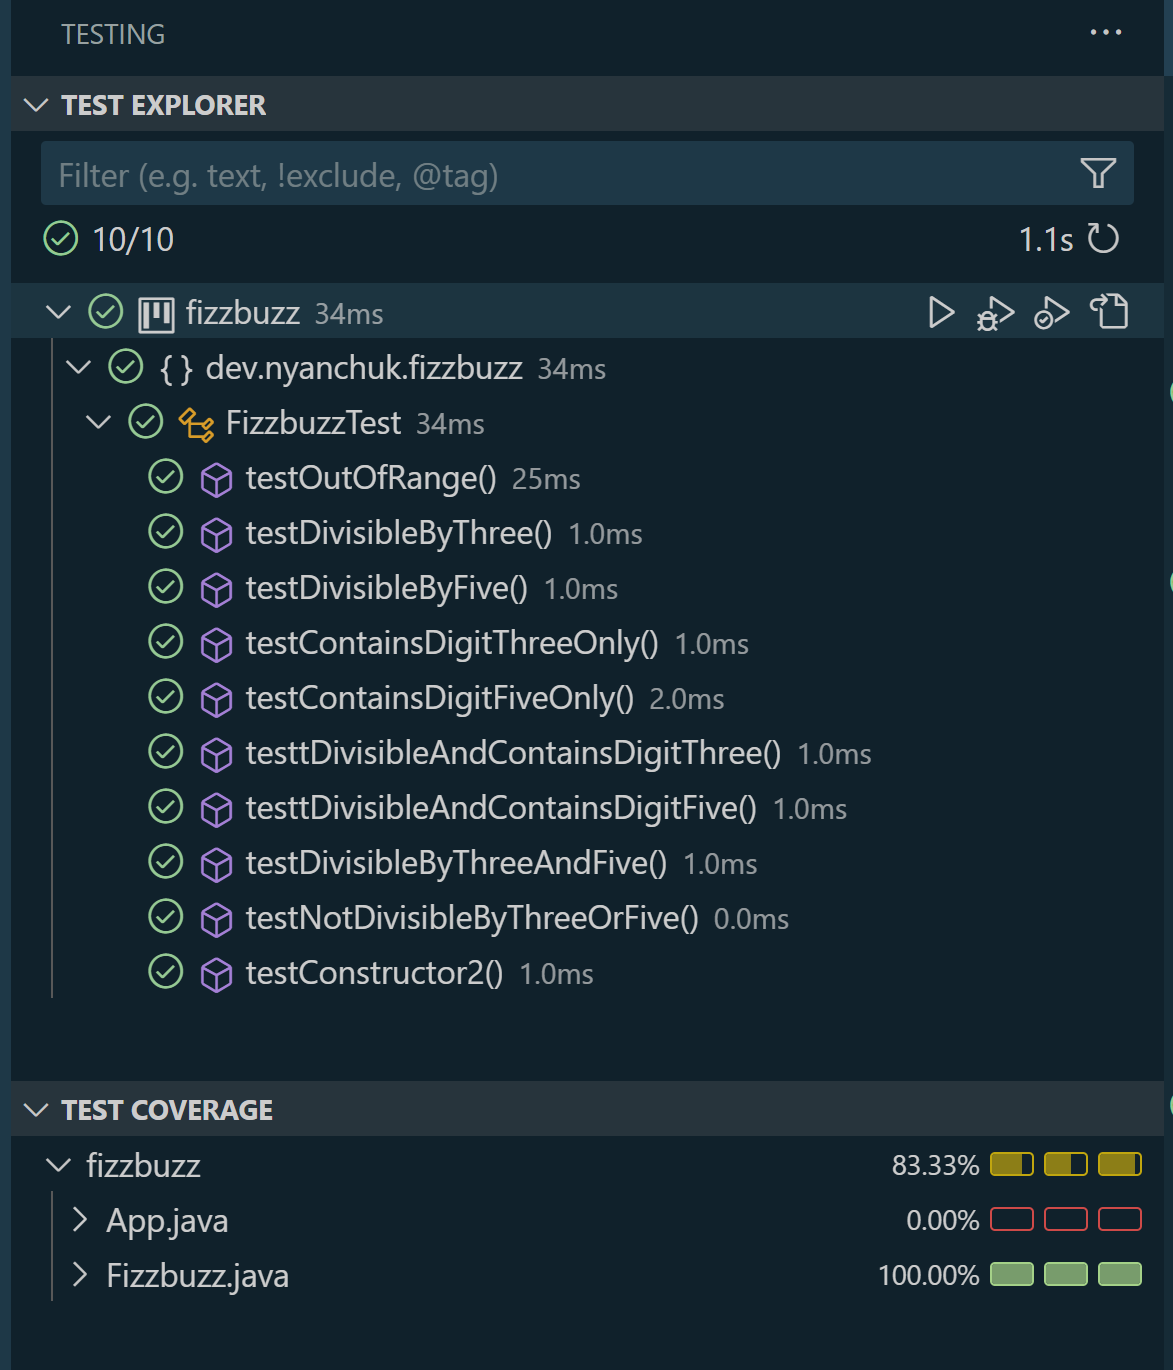 TESTING
TEST EXPLORER
Filter (e.g. text, !exclude, @tag)
10/10 1.1s
fizzbuzz 34ms
{ } dev.nyanchuk.fizzbuzz 34ms
FizzbuzzTest 34ms
testOutOfRange() 25ms
testDivisibleByThree() 1.0ms
testDivisibleByFive() 1.0ms
testContainsDigitThreeOnly() 1.0ms
testContainsDigitFiveOnly() 2.0ms
testtDivisibleAndContainsDigitThree() 1.0ms
testtDivisibleAndContainsDigitFive() 1.0ms
testDivisibleByThreeAndFive() 1.0ms
testNotDivisibleByThreeOrFive() 0.0ms
testConstructor2() 1.0ms
TEST COVERAGE
fizzbuzz 83.33%
App.java 0.00%
Fizzbuzz.java 100.00%